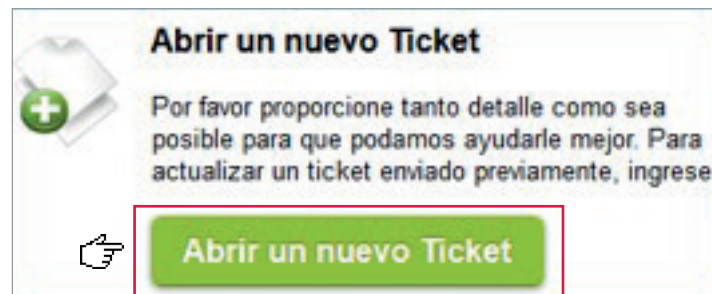 Abrir un nuevo Ticket
Por favor proporcione tanto detalle como sea
posible para que podamos ayudarle mejor. Para
actualizar un ticket enviado previamente, ingrese
Abrir un nuevo Ticket